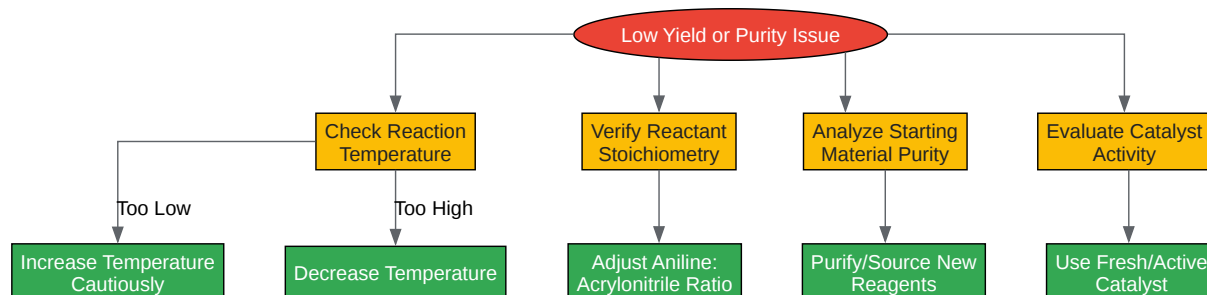 Low Yield or Purity Issue
Check Reaction
Temperature
Verify Reactant
Stoichiometry
Analyze Starting
Material Purity
Evaluate Catalyst
Activity
Too Low
Too High
Increase Temperature
Cautiously
Decrease Temperature
Adjust Aniline:
Acrylonitrile Ratio
Purify/Source New
Reagents
Use Fresh/Active
Catalyst